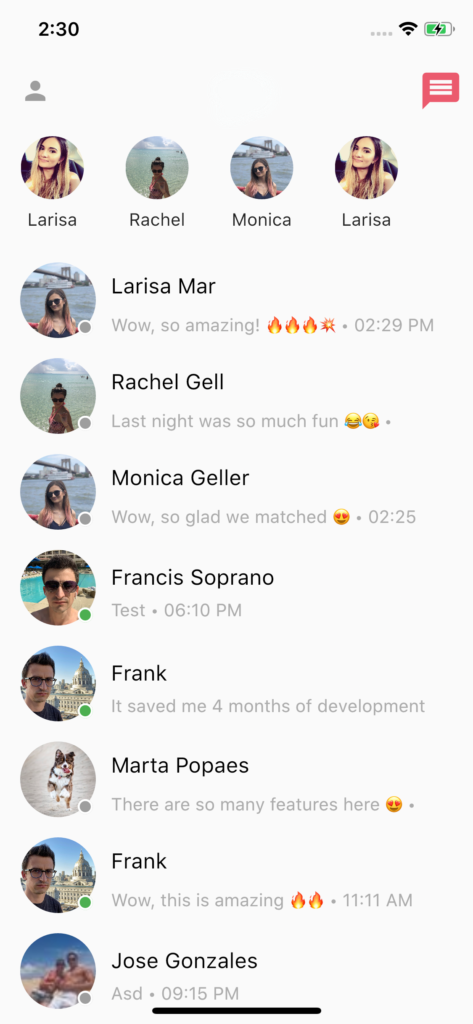 2:30
Larisa
Rachel
Monica
Larisa
Larisa Mar
Wow, so amazing! 🔥🔥🔥💥 • 02:29 PM
Rachel Gell
Last night was so much fun 😂😘 •
Monica Geller
Wow, so glad we matched 😍 • 02:25
Francis Soprano
Test • 06:10 PM
Frank
It saved me 4 months of development
Marta Popaes
There are so many features here 😍 •
Frank
Wow, this is amazing 🔥🔥 • 11:11 AM
Jose Gonzales
Asd • 09:15 PM